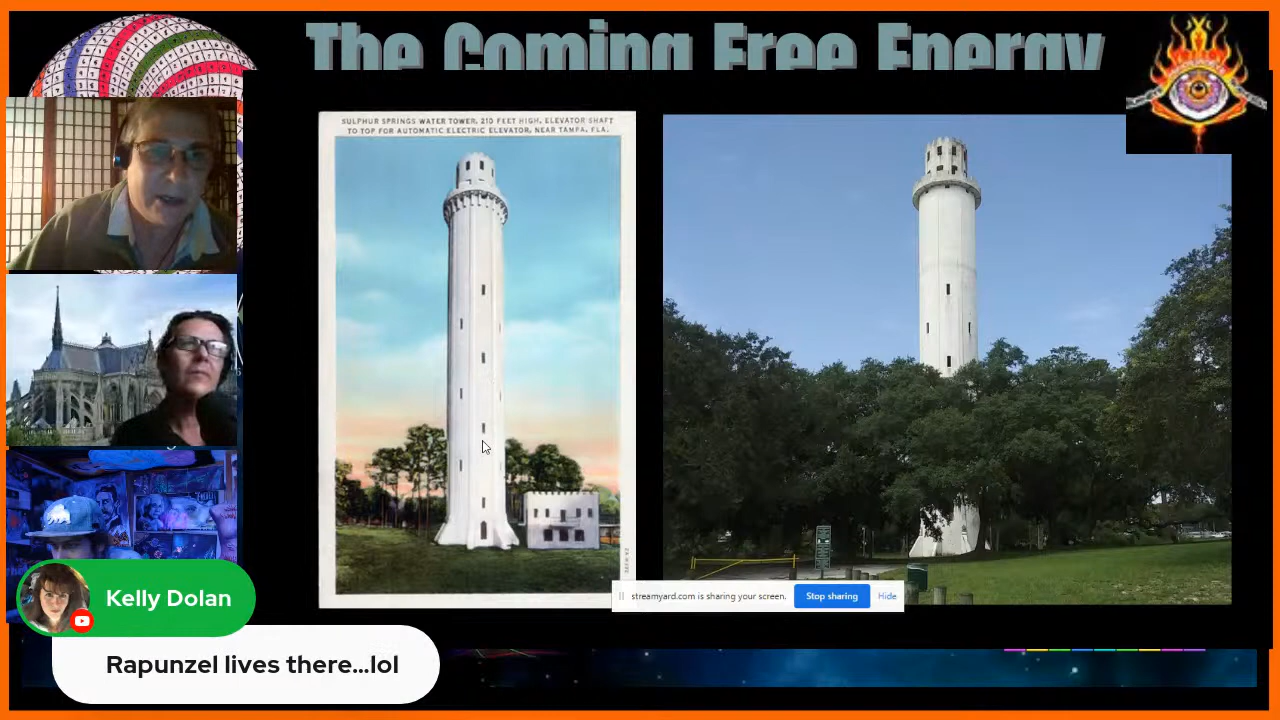 The Coming Free Energy
SULPHUR SPRINGS WATER TOWER, 210 FEET HIGH, ELEVATOR SHAFT
TO TOP FOR AUTOMATIC ELECTRIC ELEVATOR, NEAR TAMPA, FLA.
streamyard.com is sharing your screen.
Stop sharing
Hide
Kelly Dolan
Rapunzel lives there...lol